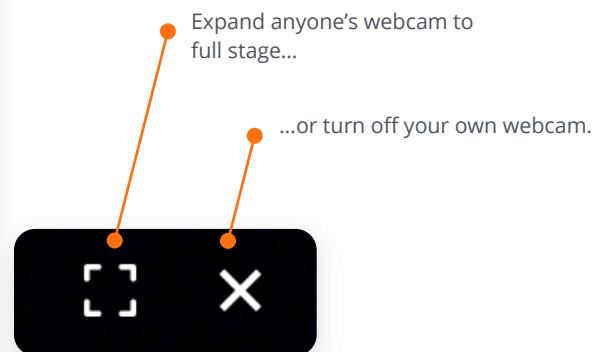 Expand anyone’s webcam to
full stage...
...or turn off your own webcam.